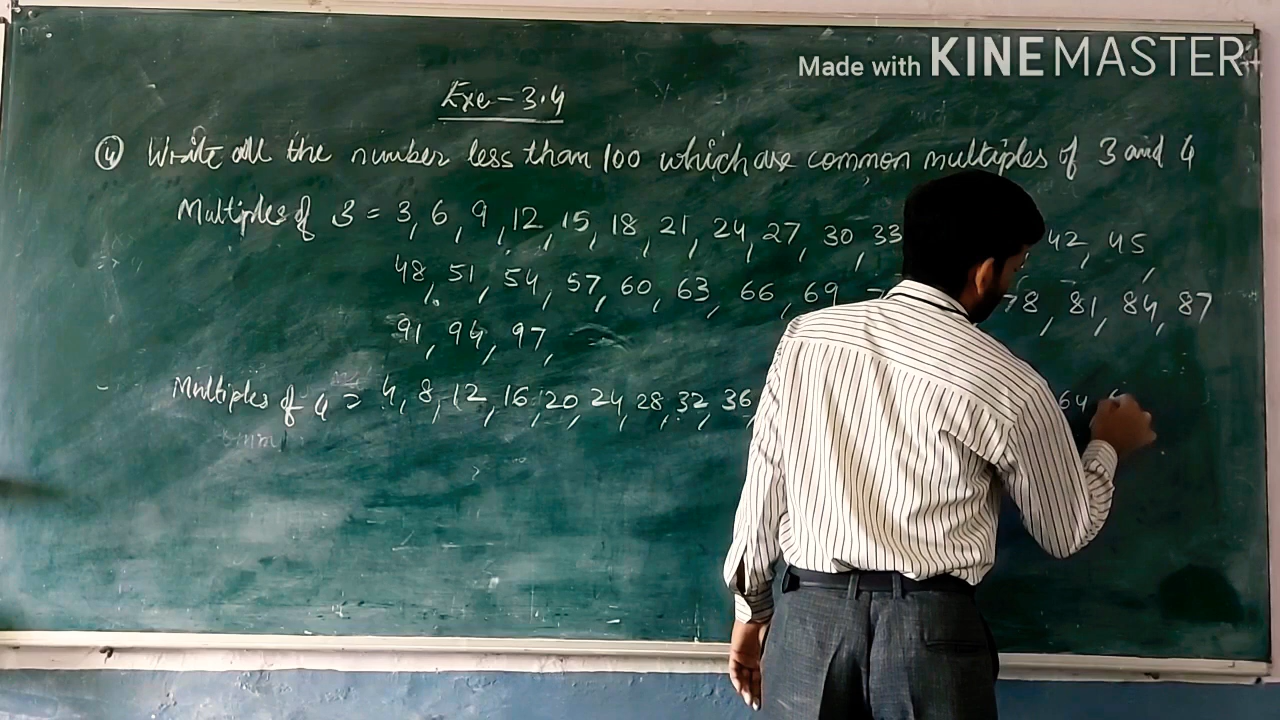 Made with KINEMASTER
Exe - 3.4
④ Write all the number less than 100 which are common multiples of 3 and 4
Multiples of 3 = 3, 6, 9, 12, 15, 18, 21, 24, 27, 30, 33 42, 45,
48, 51, 54, 57, 60, 63, 66, 69 78, 81, 84, 87
91, 94, 97,
Multiples of 4 = 4, 8, 12, 16, 20, 24, 28, 32, 36, 64,